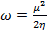 ω = μ²/2η